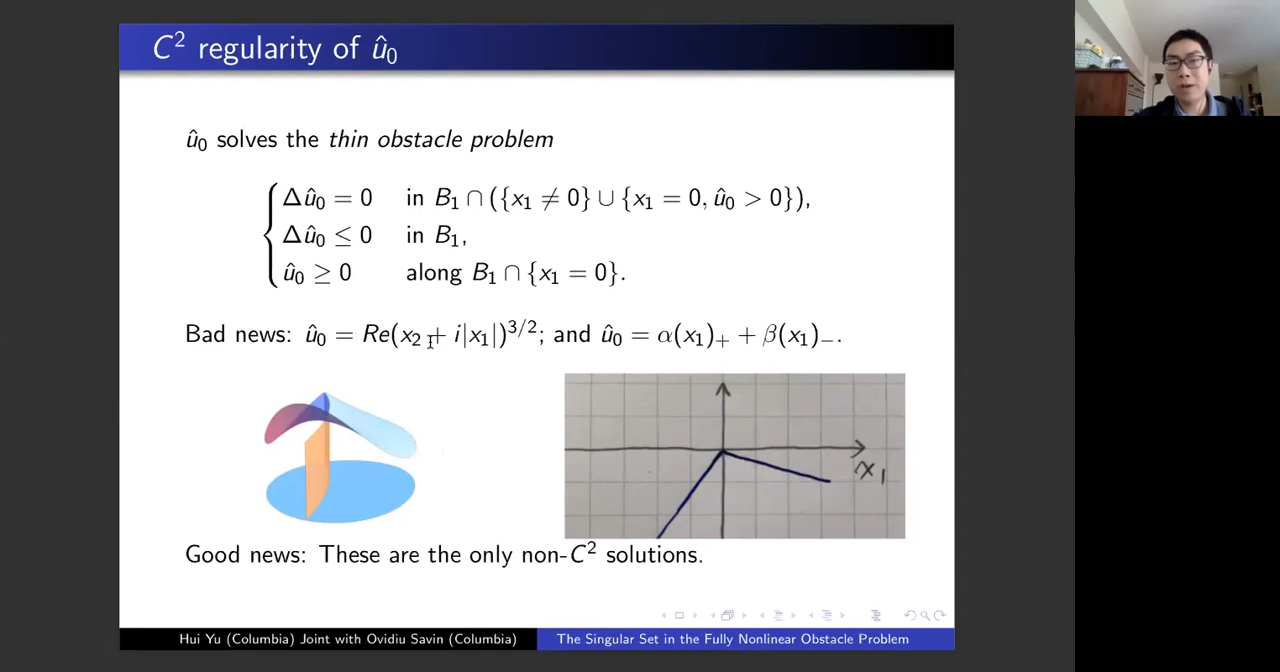 C² regularity of û₀
û₀ solves the thin obstacle problem
Δû₀ = 0 in B₁ ∩ ({x₁ ≠ 0} ∪ {x₁ = 0, û₀ > 0}),
Δû₀ ≤ 0 in B₁,
û₀ ≥ 0 along B₁ ∩ {x₁ = 0}.
Bad news: û₀ = Re(x₂ + i|x₁|)^{3/2}; and û₀ = α(x₁)₊ + β(x₁)₋.
x₁
Good news: These are the only non-C² solutions.
Hui Yu (Columbia) Joint with Ovidiu Savin (Columbia)
The Singular Set in the Fully Nonlinear Obstacle Problem